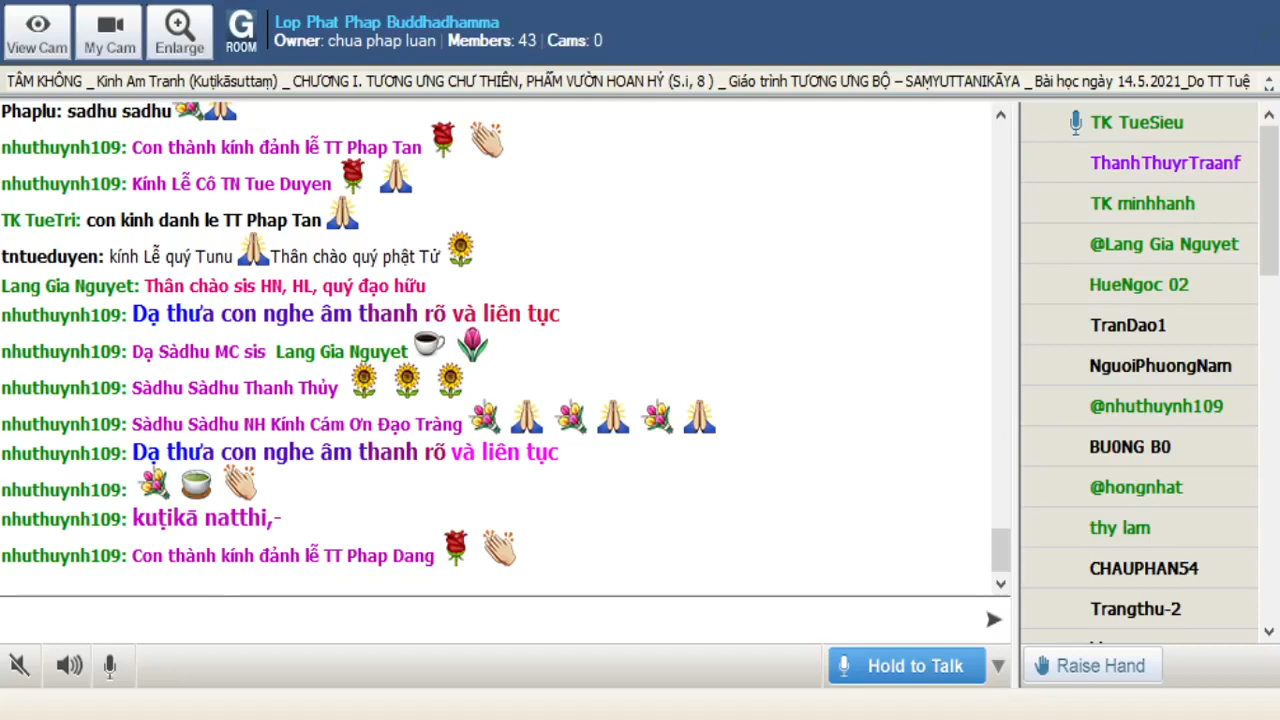 View Cam
My Cam
Enlarge
G
ROOM
Lop Phat Phap Buddhadhamma
Owner: chua phap luan | Members: 43 | Cams: 0
TÂM KHÔNG _Kinh Am Tranh (Kuṭikāsuttaṃ) _CHƯƠNG I. TƯƠNG ƯNG CHƯ THIÊN, PHẨM VƯỜN HOAN HỶ (S.i, 8 ) _Giáo trình TƯƠNG ƯNG BỘ – SAṂYUTTANIKĀYA _Bài học ngày 14.5.2021_Do TT Tuệ
Phaplu: sadhu sadhu
nhuthuynh109: Con thành kính đảnh lễ TT Phap Tan
nhuthuynh109: Kính Lễ Cô TN Tue Duyen
TK TueTri: con kinh danh le TT Phap Tan
tntueduyen: kính Lễ quý Tunu Thân chào quý phật Tử
Lang Gia Nguyet: Thân chào sis HN, HL, quý đạo hữu
nhuthuynh109: Dạ thưa con nghe âm thanh rõ và liên tục
nhuthuynh109: Dạ Sàdhu MC sis Lang Gia Nguyet
nhuthuynh109: Sàdhu Sàdhu Thanh Thủy
nhuthuynh109: Sàdhu Sàdhu NH Kính Cám Ơn Đạo Tràng
nhuthuynh109: Dạ thưa con nghe âm thanh rõ và liên tục
nhuthuynh109:
nhuthuynh109: kuṭikā natthi,-
nhuthuynh109: Con thành kính đảnh lễ TT Phap Dang
TK TueSieu
ThanhThuyrTraanf
TK minhhanh
@Lang Gia Nguyet
HueNgoc 02
TranDao1
NguoiPhuongNam
@nhuthuynh109
BU0NG B0
@hongnhat
thy lam
CHAUPHAN54
Trangthu-2
Hold to Talk
Raise Hand